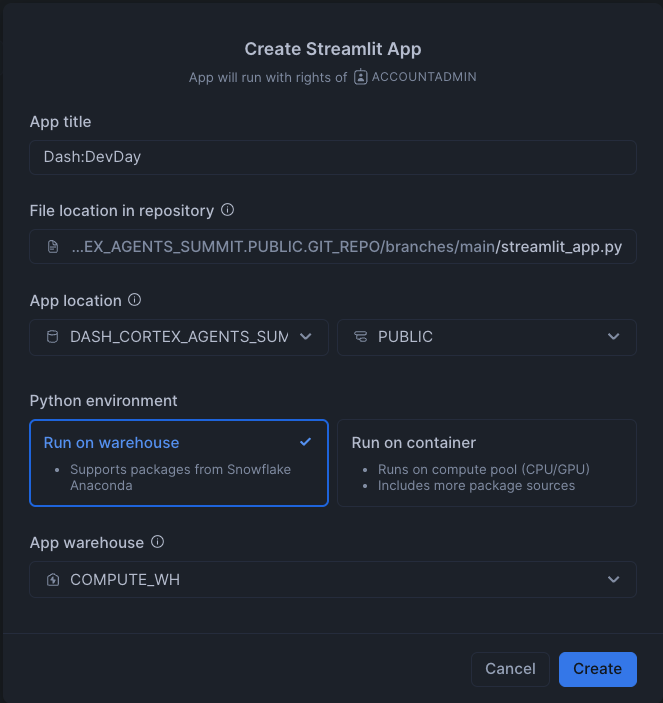 Create Streamlit App
App will run with rights of ACCOUNTADMIN
App title
Dash:DevDay
File location in repository
...EX_AGENTS_SUMMIT.PUBLIC.GIT_REPO/branches/main/streamlit_app.py
App location
DASH_CORTEX_AGENTS_SUM
PUBLIC
Python environment
Run on warehouse
• Supports packages from Snowflake
Anaconda
Run on container
• Runs on compute pool (CPU/GPU)
• Includes more package sources
App warehouse
COMPUTE_WH
Cancel
Create